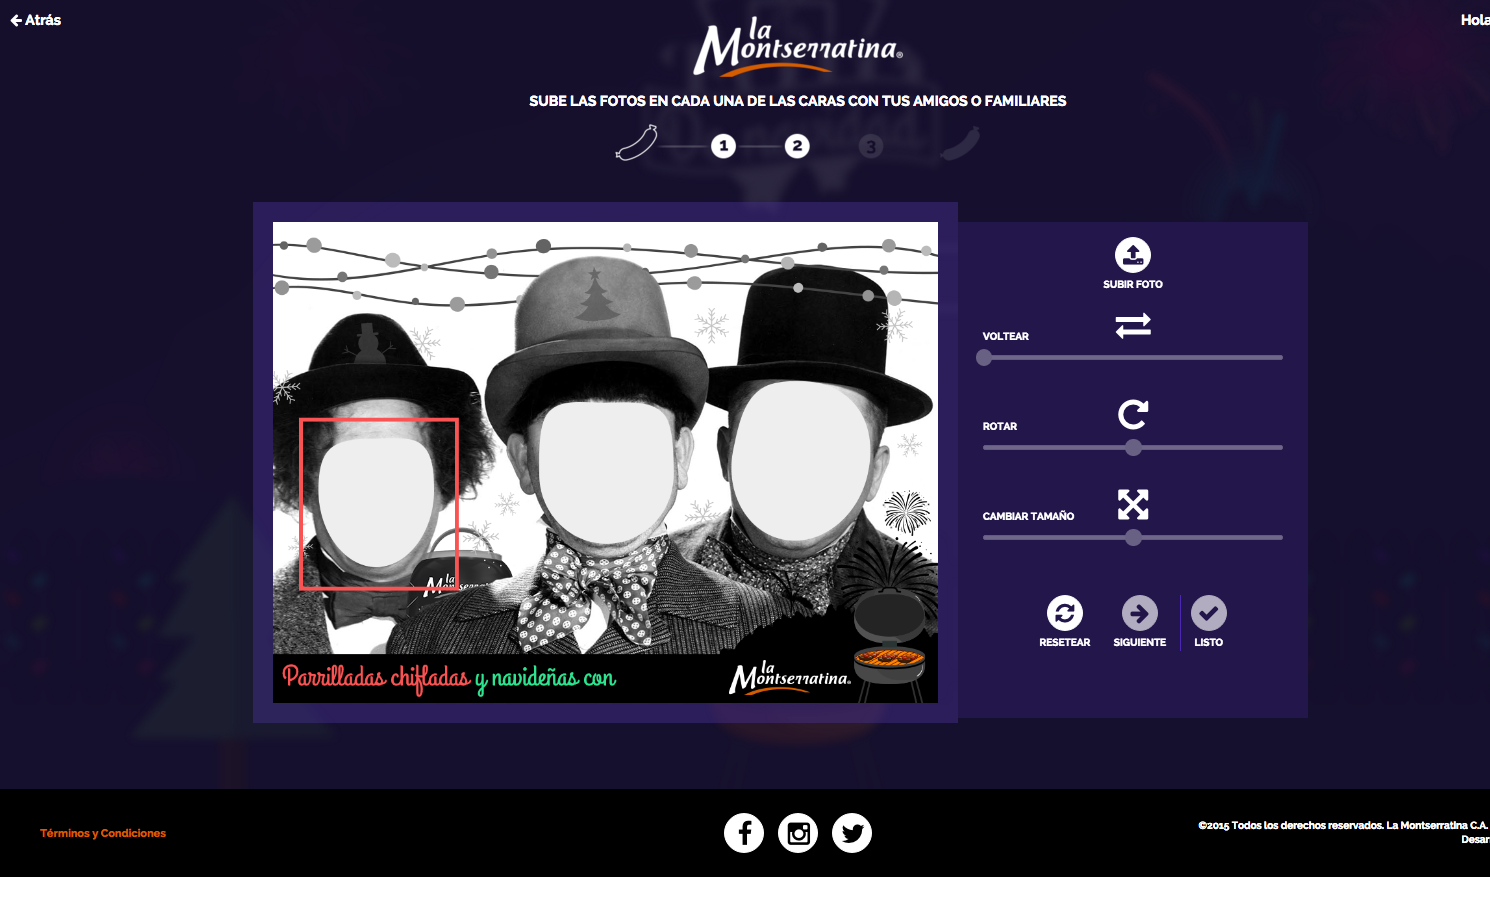 Atrás
Hola
la
Montserratina®
SUBE LAS FOTOS EN CADA UNA DE LAS CARAS CON TUS AMIGOS O FAMILIARES
1
2
3
SUBIR FOTO
VOLTEAR
ROTAR
CAMBIAR TAMAÑO
RESETEAR
SIGUIENTE
LISTO
la
Montserratina
Parrilladas chifladas y navideñas con
la
Montserratina®
Términos y Condiciones
©2015 Todos los derechos reservados. La Montserratina C.A.
Desar